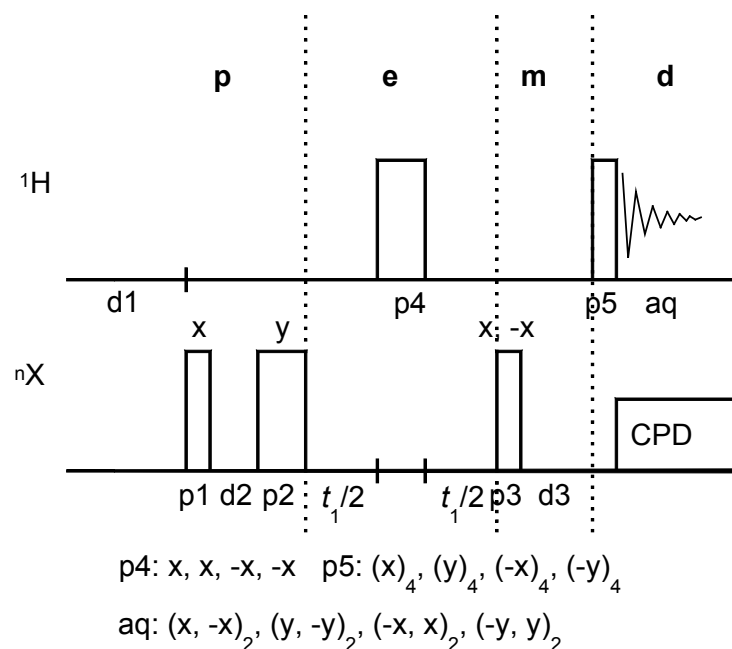 p e m d
¹H
d1 p4 p5 aq
x y x, -x
ⁿX
CPD
p1 d2 p2 t₁/2 t₁/2 p3 d3
p4: x, x, -x, -x p5: (x)₄, (y)₄, (-x)₄, (-y)₄
aq: (x, -x)₂, (y, -y)₂, (-x, x)₂, (-y, y)₂